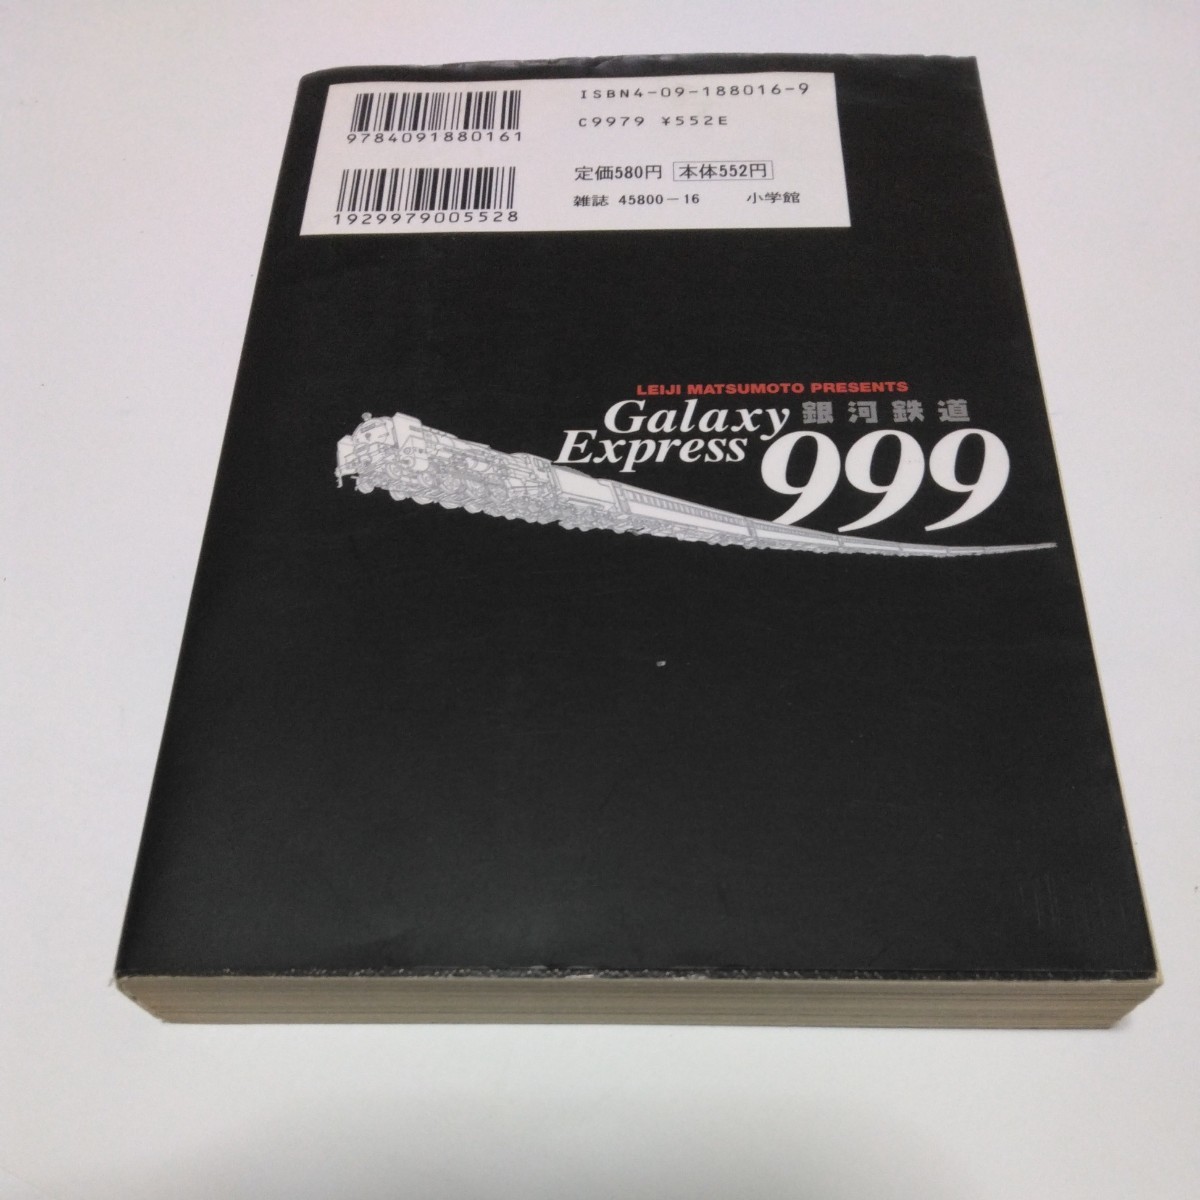 ISBN4-09-188016-9
9784091880161
C9979 ¥552E
定価580円 本体552円
1929979005528
雑誌 45800-16 小学館
LEIJI MATSUMOTO PRESENTS
Galaxy 銀河鉄道
Express 999